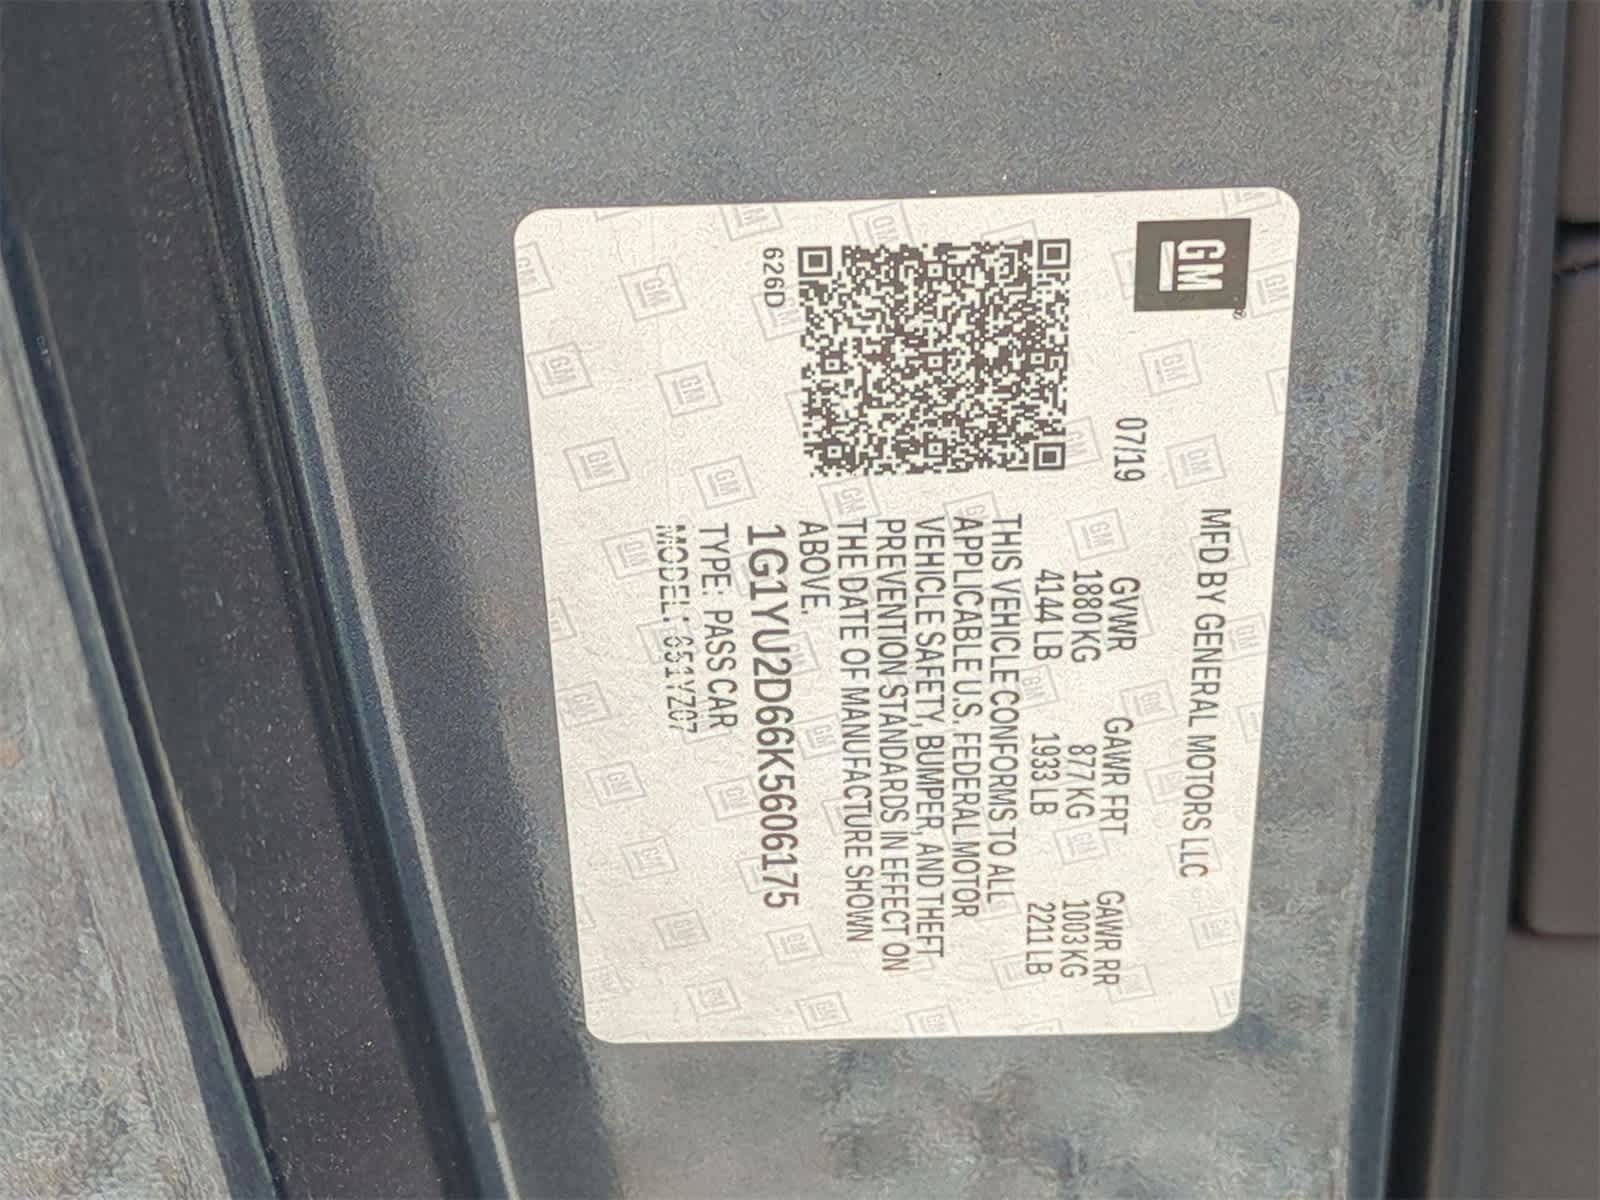 GM
MFD BY GENERAL MOTORS LLC
07/19 GVWR GAWR FRT GAWR RR
1880 KG 877 KG 1003 KG
4144 LB 1933 LB 2211 LB
THIS VEHICLE CONFORMS TO ALL
APPLICABLE U.S. FEDERAL MOTOR
VEHICLE SAFETY, BUMPER, AND THEFT
PREVENTION STANDARDS IN EFFECT ON
THE DATE OF MANUFACTURE SHOWN
ABOVE.
1G1YU2D66K5606175
TYPE: PASS CAR
MODEL: 651YZ07
626D